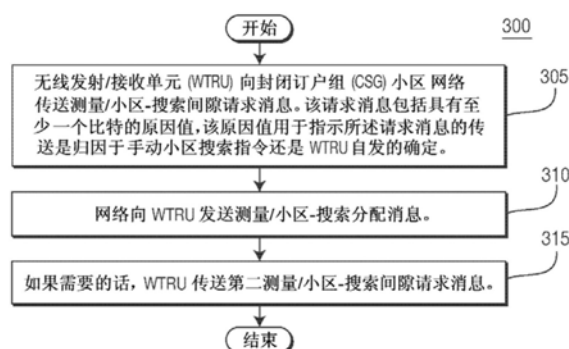 开始
300
无线发射/接收单元 (WTRU) 向封闭订户组 (CSG) 小区 网络
传送测量/小区-搜索间隙请求消息。该请求消息包括具有至
少一个比特的原因值，该原因值用于指示所述请求消息的传
送是归因于手动小区搜索指令还是 WTRU 自发的确定。
305
网络向 WTRU 发送测量/小区-搜索分配消息。
310
如果需要的话，WTRU 传送第二测量/小区-搜索间隙请求消息。
315
结束